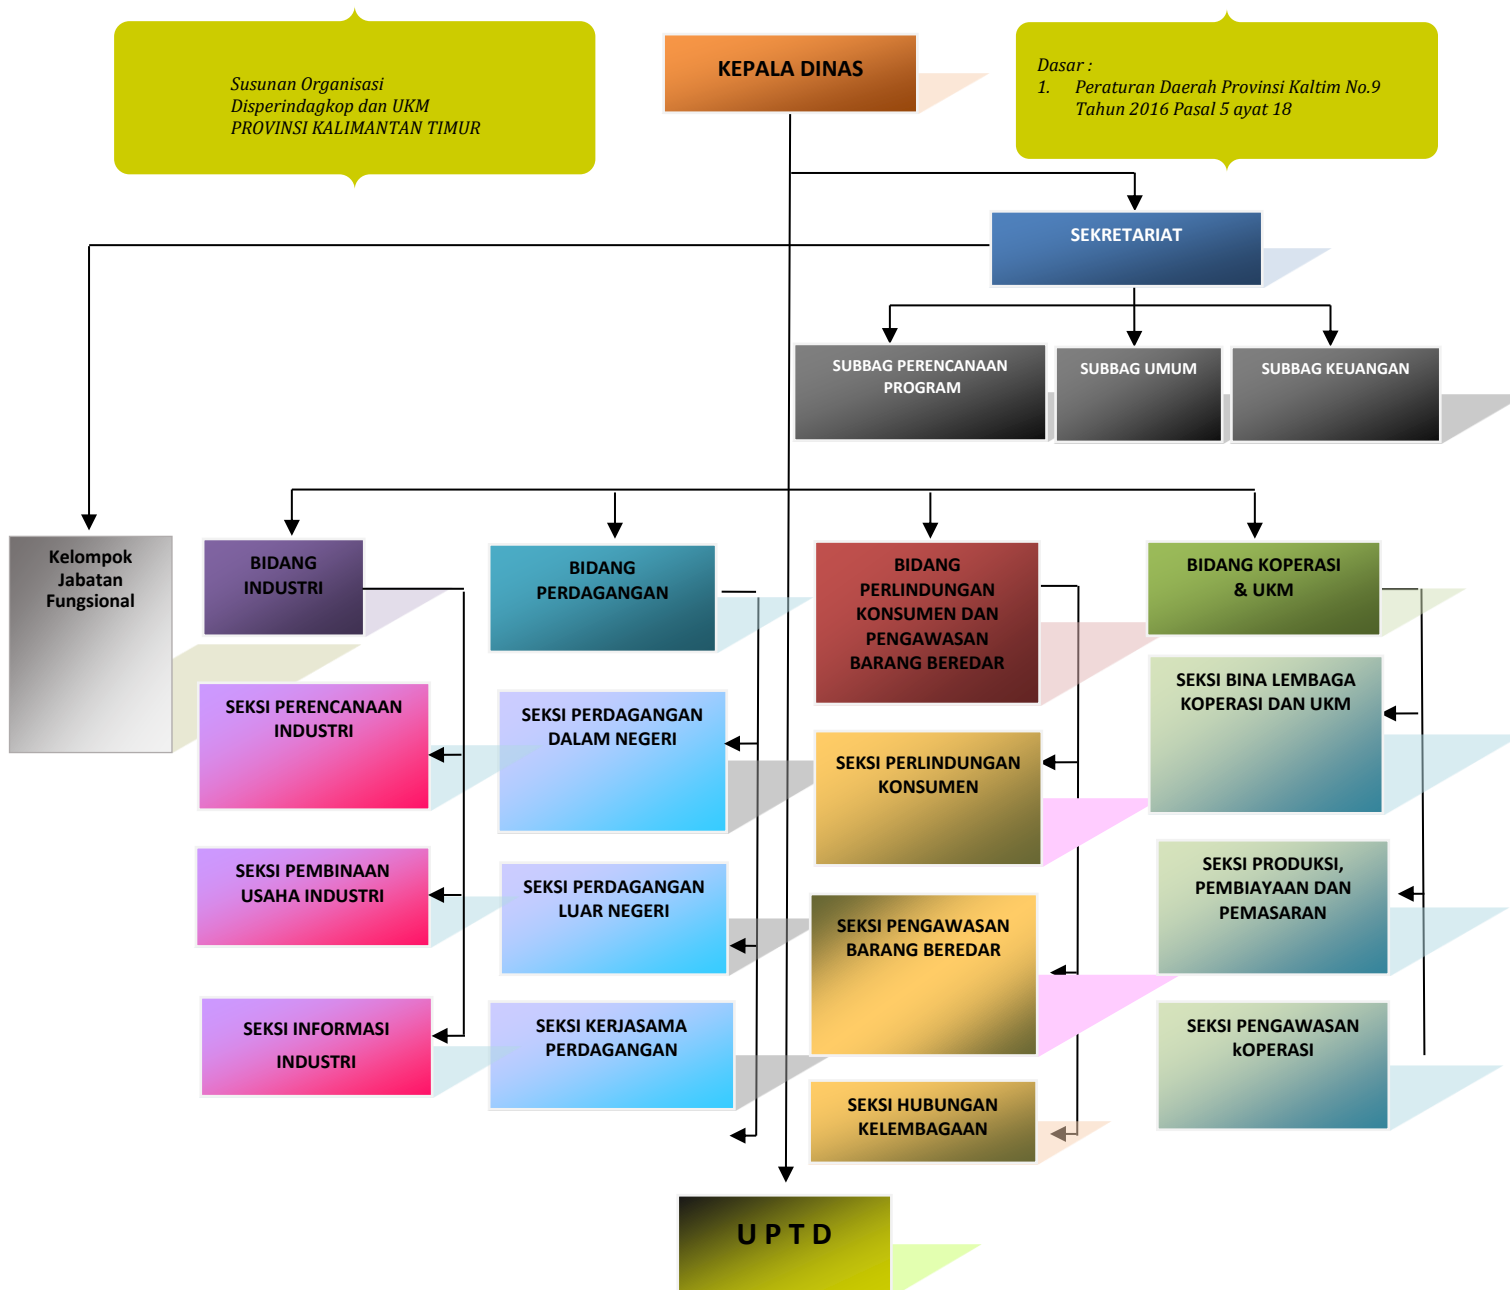 Susunan Organisasi
Disperindagkop dan UKM
PROVINSI KALIMANTAN TIMUR
KEPALA DINAS
Dasar :
1. Peraturan Daerah Provinsi Kaltim No.9
Tahun 2016 Pasal 5 ayat 18
SEKRETARIAT
SUBBAG PERENCANAAN
PROGRAM
SUBBAG UMUM
SUBBAG KEUANGAN
Kelompok
Jabatan
Fungsional
BIDANG
INDUSTRI
SEKSI PERENCANAAN
INDUSTRI
SEKSI PEMBINAAN
USAHA INDUSTRI
SEKSI INFORMASI
INDUSTRI
BIDANG
PERDAGANGAN
SEKSI PERDAGANGAN
DALAM NEGERI
SEKSI PERDAGANGAN
LUAR NEGERI
SEKSI KERJASAMA
PERDAGANGAN
BIDANG
PERLINDUNGAN
KONSUMEN DAN
PENGAWASAN
BARANG BEREDAR
SEKSI PERLINDUNGAN
KONSUMEN
SEKSI PENGAWASAN
BARANG BEREDAR
SEKSI HUBUNGAN
KELEMBAGAAN
BIDANG KOPERASI
& UKM
SEKSI BINA LEMBAGA
KOPERASI DAN UKM
SEKSI PRODUKSI,
PEMBIAYAAN DAN
PEMASARAN
SEKSI PENGAWASAN
kOPERASI
U P T D